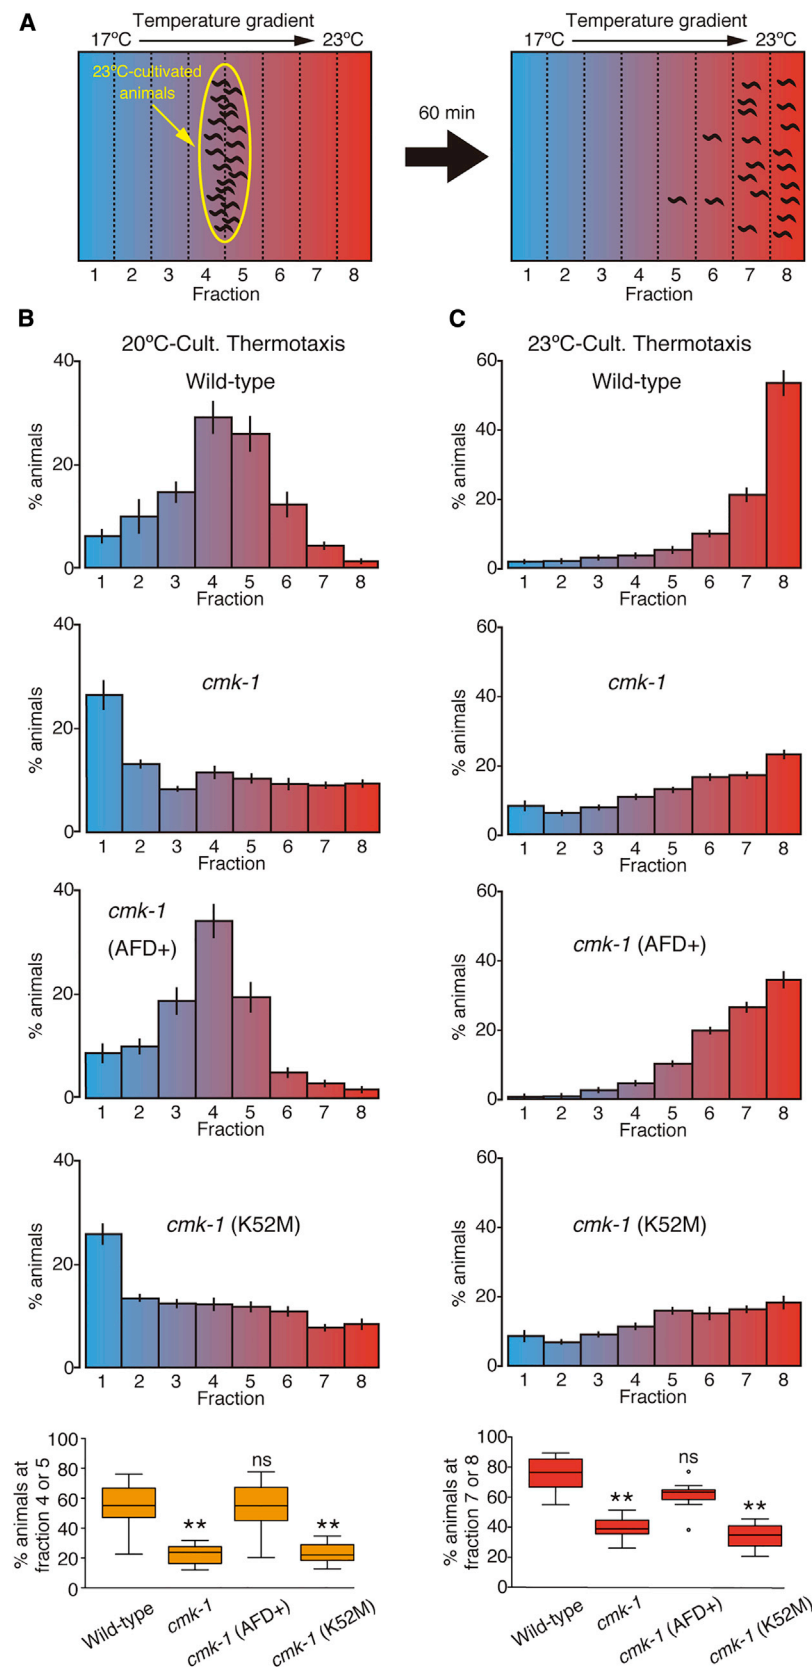 A
Temperature gradient
17ºC 23ºC
23ºC-cultivated
animals
1 2 3 4 5 6 7 8
Fraction
60 min
Temperature gradient
17ºC 23ºC
1 2 3 4 5 6 7 8
Fraction
B
20ºC-Cult. Thermotaxis
Wild-type
% animals
40
20
0
1 2 3 4 5 6 7 8
Fraction
cmk-1
% animals
40
20
0
1 2 3 4 5 6 7 8
Fraction
cmk-1
(AFD+)
% animals
40
20
0
1 2 3 4 5 6 7 8
Fraction
cmk-1 (K52M)
% animals
40
20
0
1 2 3 4 5 6 7 8
Fraction
% animals at
fraction 4 or 5
100
80
60
40
20
0
**
ns
**
Wild-type
cmk-1
cmk-1 (AFD+)
cmk-1 (K52M)
C
23ºC-Cult. Thermotaxis
Wild-type
% animals
60
40
20
0
1 2 3 4 5 6 7 8
Fraction
cmk-1
% animals
60
40
20
0
1 2 3 4 5 6 7 8
Fraction
cmk-1 (AFD+)
% animals
60
40
20
0
1 2 3 4 5 6 7 8
Fraction
cmk-1 (K52M)
% animals
60
40
20
0
1 2 3 4 5 6 7 8
Fraction
% animals at
fraction 7 or 8
100
80
60
40
20
0
**
ns
**
Wild-type
cmk-1
cmk-1 (AFD+)
cmk-1 (K52M)